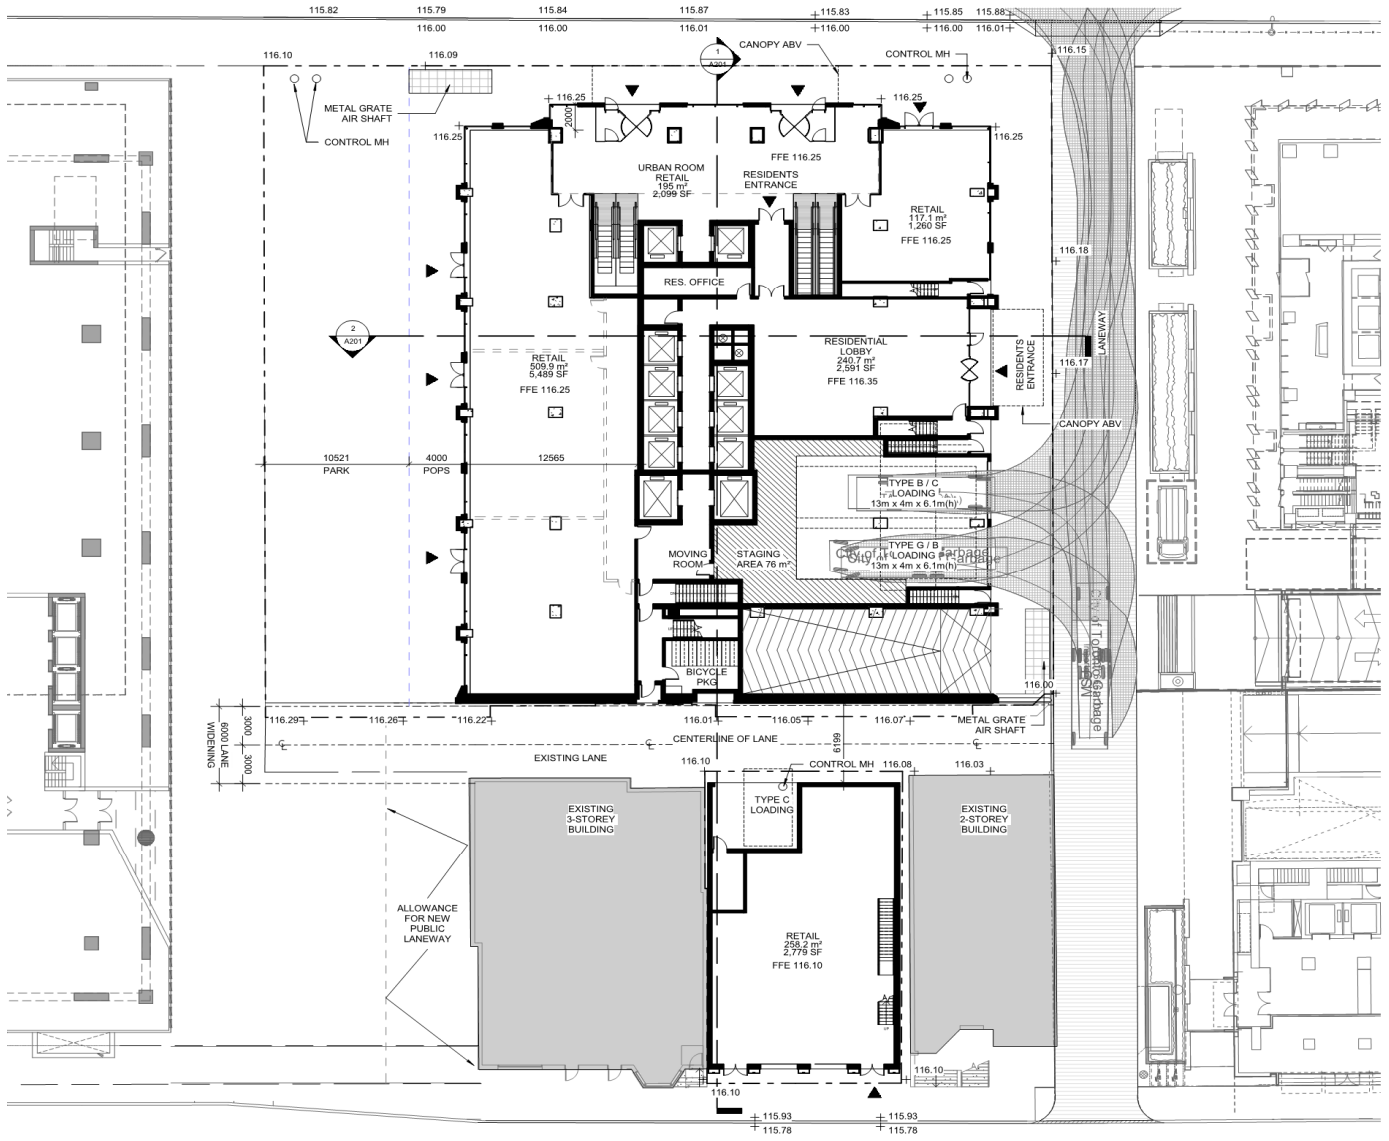 115.82
115.79
115.84
115.87
115.83
115.85
115.88
116.00
116.00
116.01
116.00
116.00
116.01
116.10
116.09
1
A201
CANOPY ABV
CONTROL MH
116.15
METAL GRATE
AIR SHAFT
CONTROL MH
116.25
2000
116.25
116.25
116.25
URBAN ROOM
RETAIL
195 m²
2,099 SF
FFE 116.25
RESIDENTS
ENTRANCE
RETAIL
117.1 m²
1,260 SF
FFE 116.25
116.18
RES. OFFICE
2
A201
RETAIL
509.9 m²
5,489 SF
FFE 116.25
RESIDENTIAL
LOBBY
240.7 m²
2,591 SF
FFE 116.35
RESIDENTS
ENTRANCE
LANEWAY
116.17
CANOPY ABV
10521
PARK
4000
POPS
12565
TYPE B / C
LOADING
13m x 4m x 6.1m(h)
MOVING
ROOM
STAGING
AREA 76 m²
TYPE G / B
LOADING
13m x 4m x 6.1m(h)
City of Toronto Garbage
BICYCLE
PKG
116.00
METAL GRATE
AIR SHAFT
116.29
116.26
116.22
116.01
116.05
116.07
6000 LANE
WIDENING
3000
3000
CENTERLINE OF LANE
6199
EXISTING LANE
116.10
CONTROL MH
116.08
116.03
TYPE C
LOADING
EXISTING
3-STOREY
BUILDING
EXISTING
2-STOREY
BUILDING
ALLOWANCE
FOR NEW
PUBLIC
LANEWAY
RETAIL
258.2 m²
2,779 SF
FFE 116.10
116.10
116.10
115.93
115.78
115.93
115.78